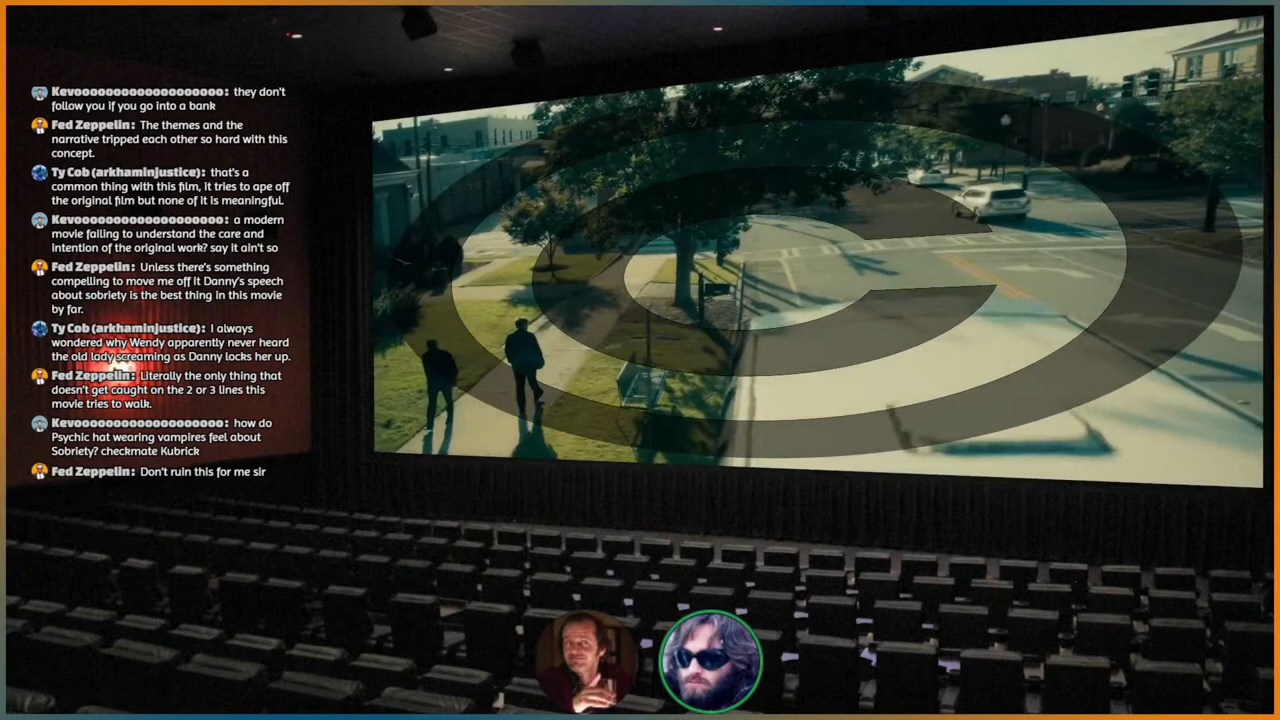 Kevoooooooooooooooooooo: they don't
follow you if you go into a bank
Fed Zeppelin: The themes and the
narrative tripped each other so hard with this
concept.
Ty Cob (arkhaminjustice): that's a
common thing with this film, it tries to ape off
the original film but none of it is meaningful.
Kevoooooooooooooooooooo: a modern
movie failing to understand the care and
intention of the original work? say it ain't so
Fed Zeppelin: Unless there's something
compelling to move me off it Danny's speech
about sobriety is the best thing in this movie
by far.
Ty Cob (arkhaminjustice): I always
wondered why Wendy apparently never heard
the old lady screaming as Danny locks her up.
Fed Zeppelin: Literally the only thing that
doesn't get caught on the 2 or 3 lines this
movie tries to walk.
Kevoooooooooooooooooooo: how do
Psychic hat wearing vampires feel about
Sobriety? checkmate Kubrick
Fed Zeppelin: Don't ruin this for me sir